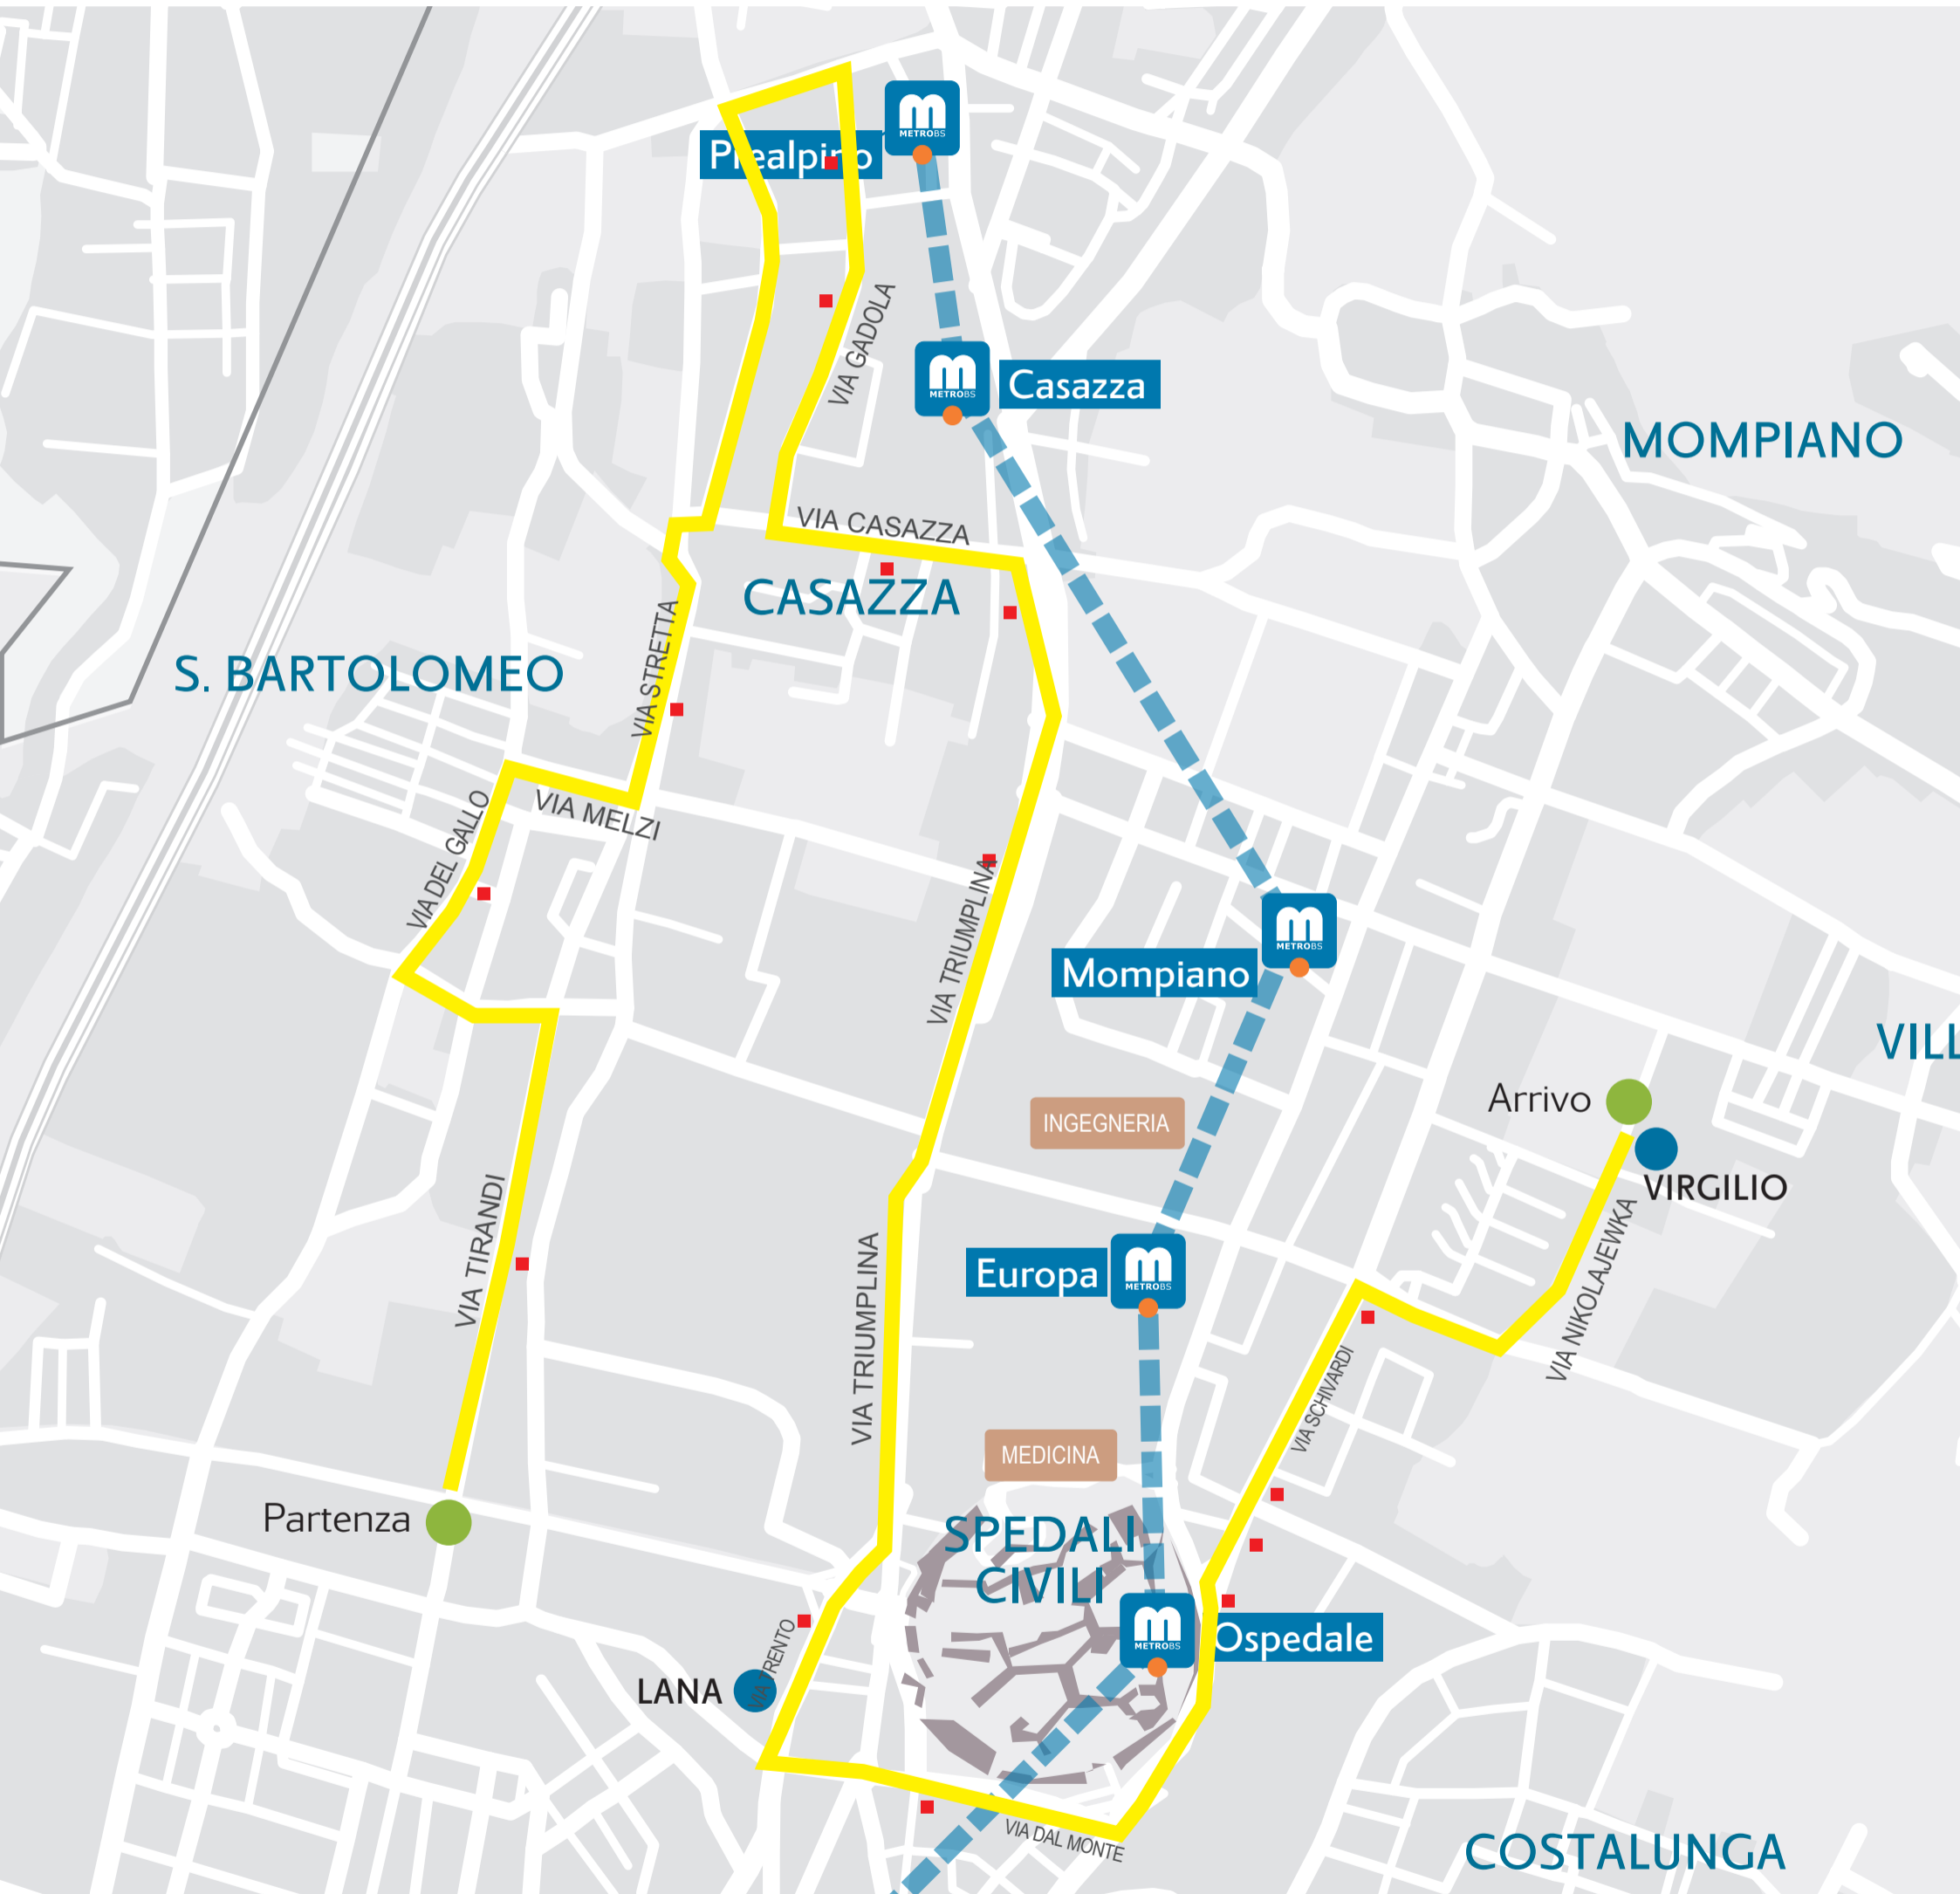 METROBS
Prealpino
VIA GADOLA
METROBS
Casazza
MOMPIANO
VIA CASAZZA
CASAZZA
S. BARTOLOMEO
VIA STRETTA
VIA MELZI
VIA DEL GALLO
VIA TRIUMPLINA
METROBS
Mompiano
VILL
Arrivo
INGEGNERIA
VIRGILIO
VIA TIRANDI
VIA NIKOLAJEWKA
VIA TRIUMPLINA
Europa
METROBS
VIA SCHIVARDI
MEDICINA
Partenza
SPEDALI
CIVILI
METROBS
Ospedale
VIA TRENTO
LANA
VIA DAL MONTE
COSTALUNGA